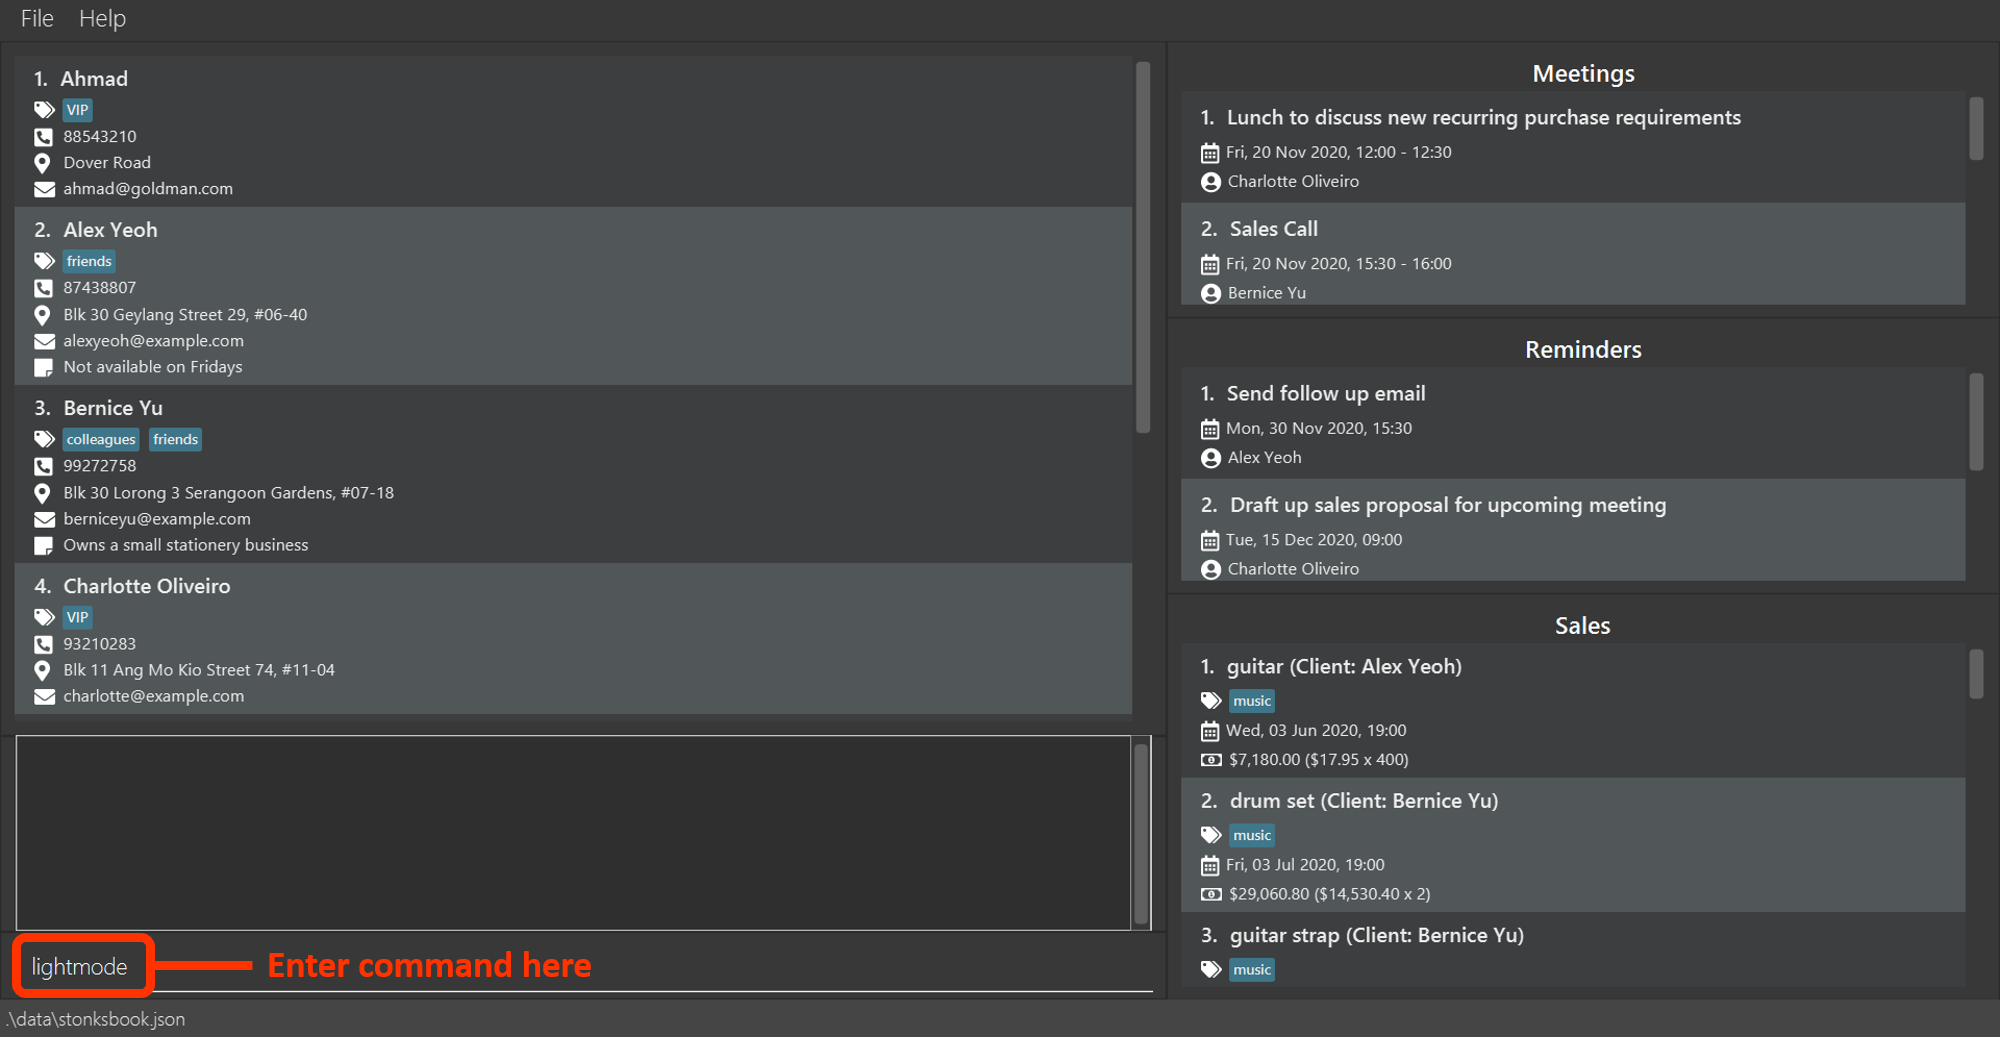 File Help
1. Ahmad
VIP
88543210
Dover Road
ahmad@goldman.com
2. Alex Yeoh
friends
87438807
Blk 30 Geylang Street 29, #06-40
alexyeoh@example.com
Not available on Fridays
3. Bernice Yu
colleagues friends
99272758
Blk 30 Lorong 3 Serangoon Gardens, #07-18
berniceyu@example.com
Owns a small stationery business
4. Charlotte Oliveiro
VIP
93210283
Blk 11 Ang Mo Kio Street 74, #11-04
charlotte@example.com
lightmode
Enter command here
.\data\stonksbook.json
Meetings
1. Lunch to discuss new recurring purchase requirements
Fri, 20 Nov 2020, 12:00 - 12:30
Charlotte Oliveiro
2. Sales Call
Fri, 20 Nov 2020, 15:30 - 16:00
Bernice Yu
Reminders
1. Send follow up email
Mon, 30 Nov 2020, 15:30
Alex Yeoh
2. Draft up sales proposal for upcoming meeting
Tue, 15 Dec 2020, 09:00
Charlotte Oliveiro
Sales
1. guitar (Client: Alex Yeoh)
music
Wed, 03 Jun 2020, 19:00
$7,180.00 ($17.95 x 400)
2. drum set (Client: Bernice Yu)
music
Fri, 03 Jul 2020, 19:00
$29,060.80 ($14,530.40 x 2)
3. guitar strap (Client: Bernice Yu)
music